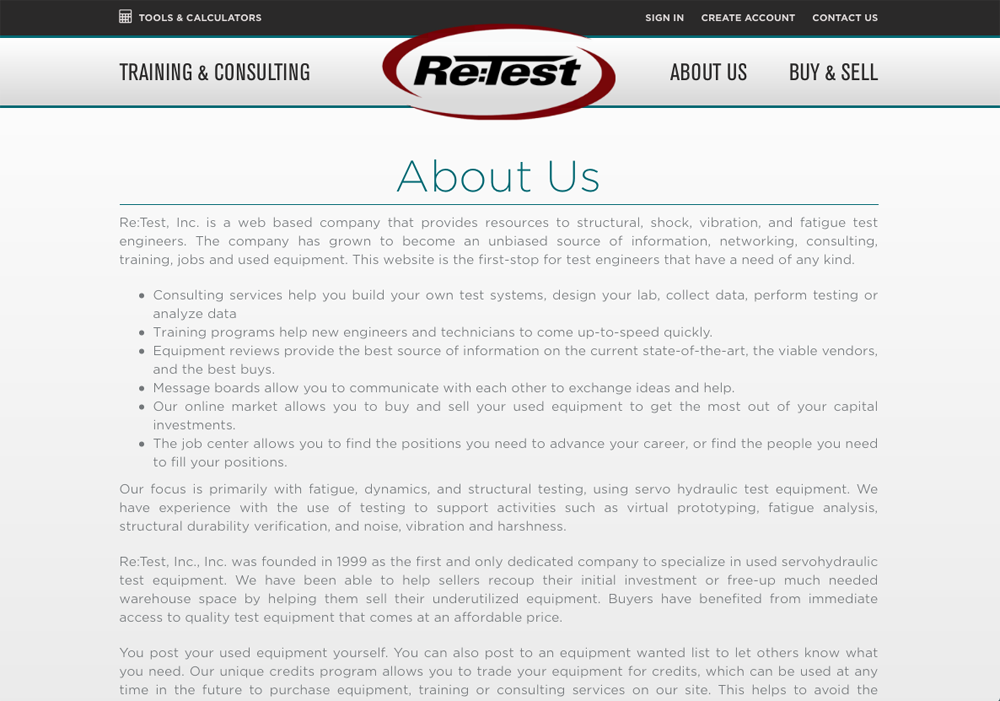 TOOLS & CALCULATORS
SIGN IN CREATE ACCOUNT CONTACT US
TRAINING & CONSULTING
Re:Test
ABOUT US BUY & SELL
About Us
Re:Test, Inc. is a web based company that provides resources to structural, shock, vibration, and fatigue test
engineers. The company has grown to become an unbiased source of information, networking, consulting,
training, jobs and used equipment. This website is the first-stop for test engineers that have a need of any kind.
• Consulting services help you build your own test systems, design your lab, collect data, perform testing or
analyze data
• Training programs help new engineers and technicians to come up-to-speed quickly.
• Equipment reviews provide the best source of information on the current state-of-the-art, the viable vendors,
and the best buys.
• Message boards allow you to communicate with each other to exchange ideas and help.
• Our online market allows you to buy and sell your used equipment to get the most out of your capital
investments.
• The job center allows you to find the positions you need to advance your career, or find the people you need
to fill your positions.
Our focus is primarily with fatigue, dynamics, and structural testing, using servo hydraulic test equipment. We
have experience with the use of testing to support activities such as virtual prototyping, fatigue analysis,
structural durability verification, and noise, vibration and harshness.
Re:Test, Inc., Inc. was founded in 1999 as the first and only dedicated company to specialize in used servohydraulic
test equipment. We have been able to help sellers recoup their initial investment or free-up much needed
warehouse space by helping them sell their underutilized equipment. Buyers have benefited from immediate
access to quality test equipment that comes at an affordable price.
You post your used equipment yourself. You can also post to an equipment wanted list to let others know what
you need. Our unique credits program allows you to trade your equipment for credits, which can be used at any
time in the future to purchase equipment, training or consulting services on our site. This helps to avoid the